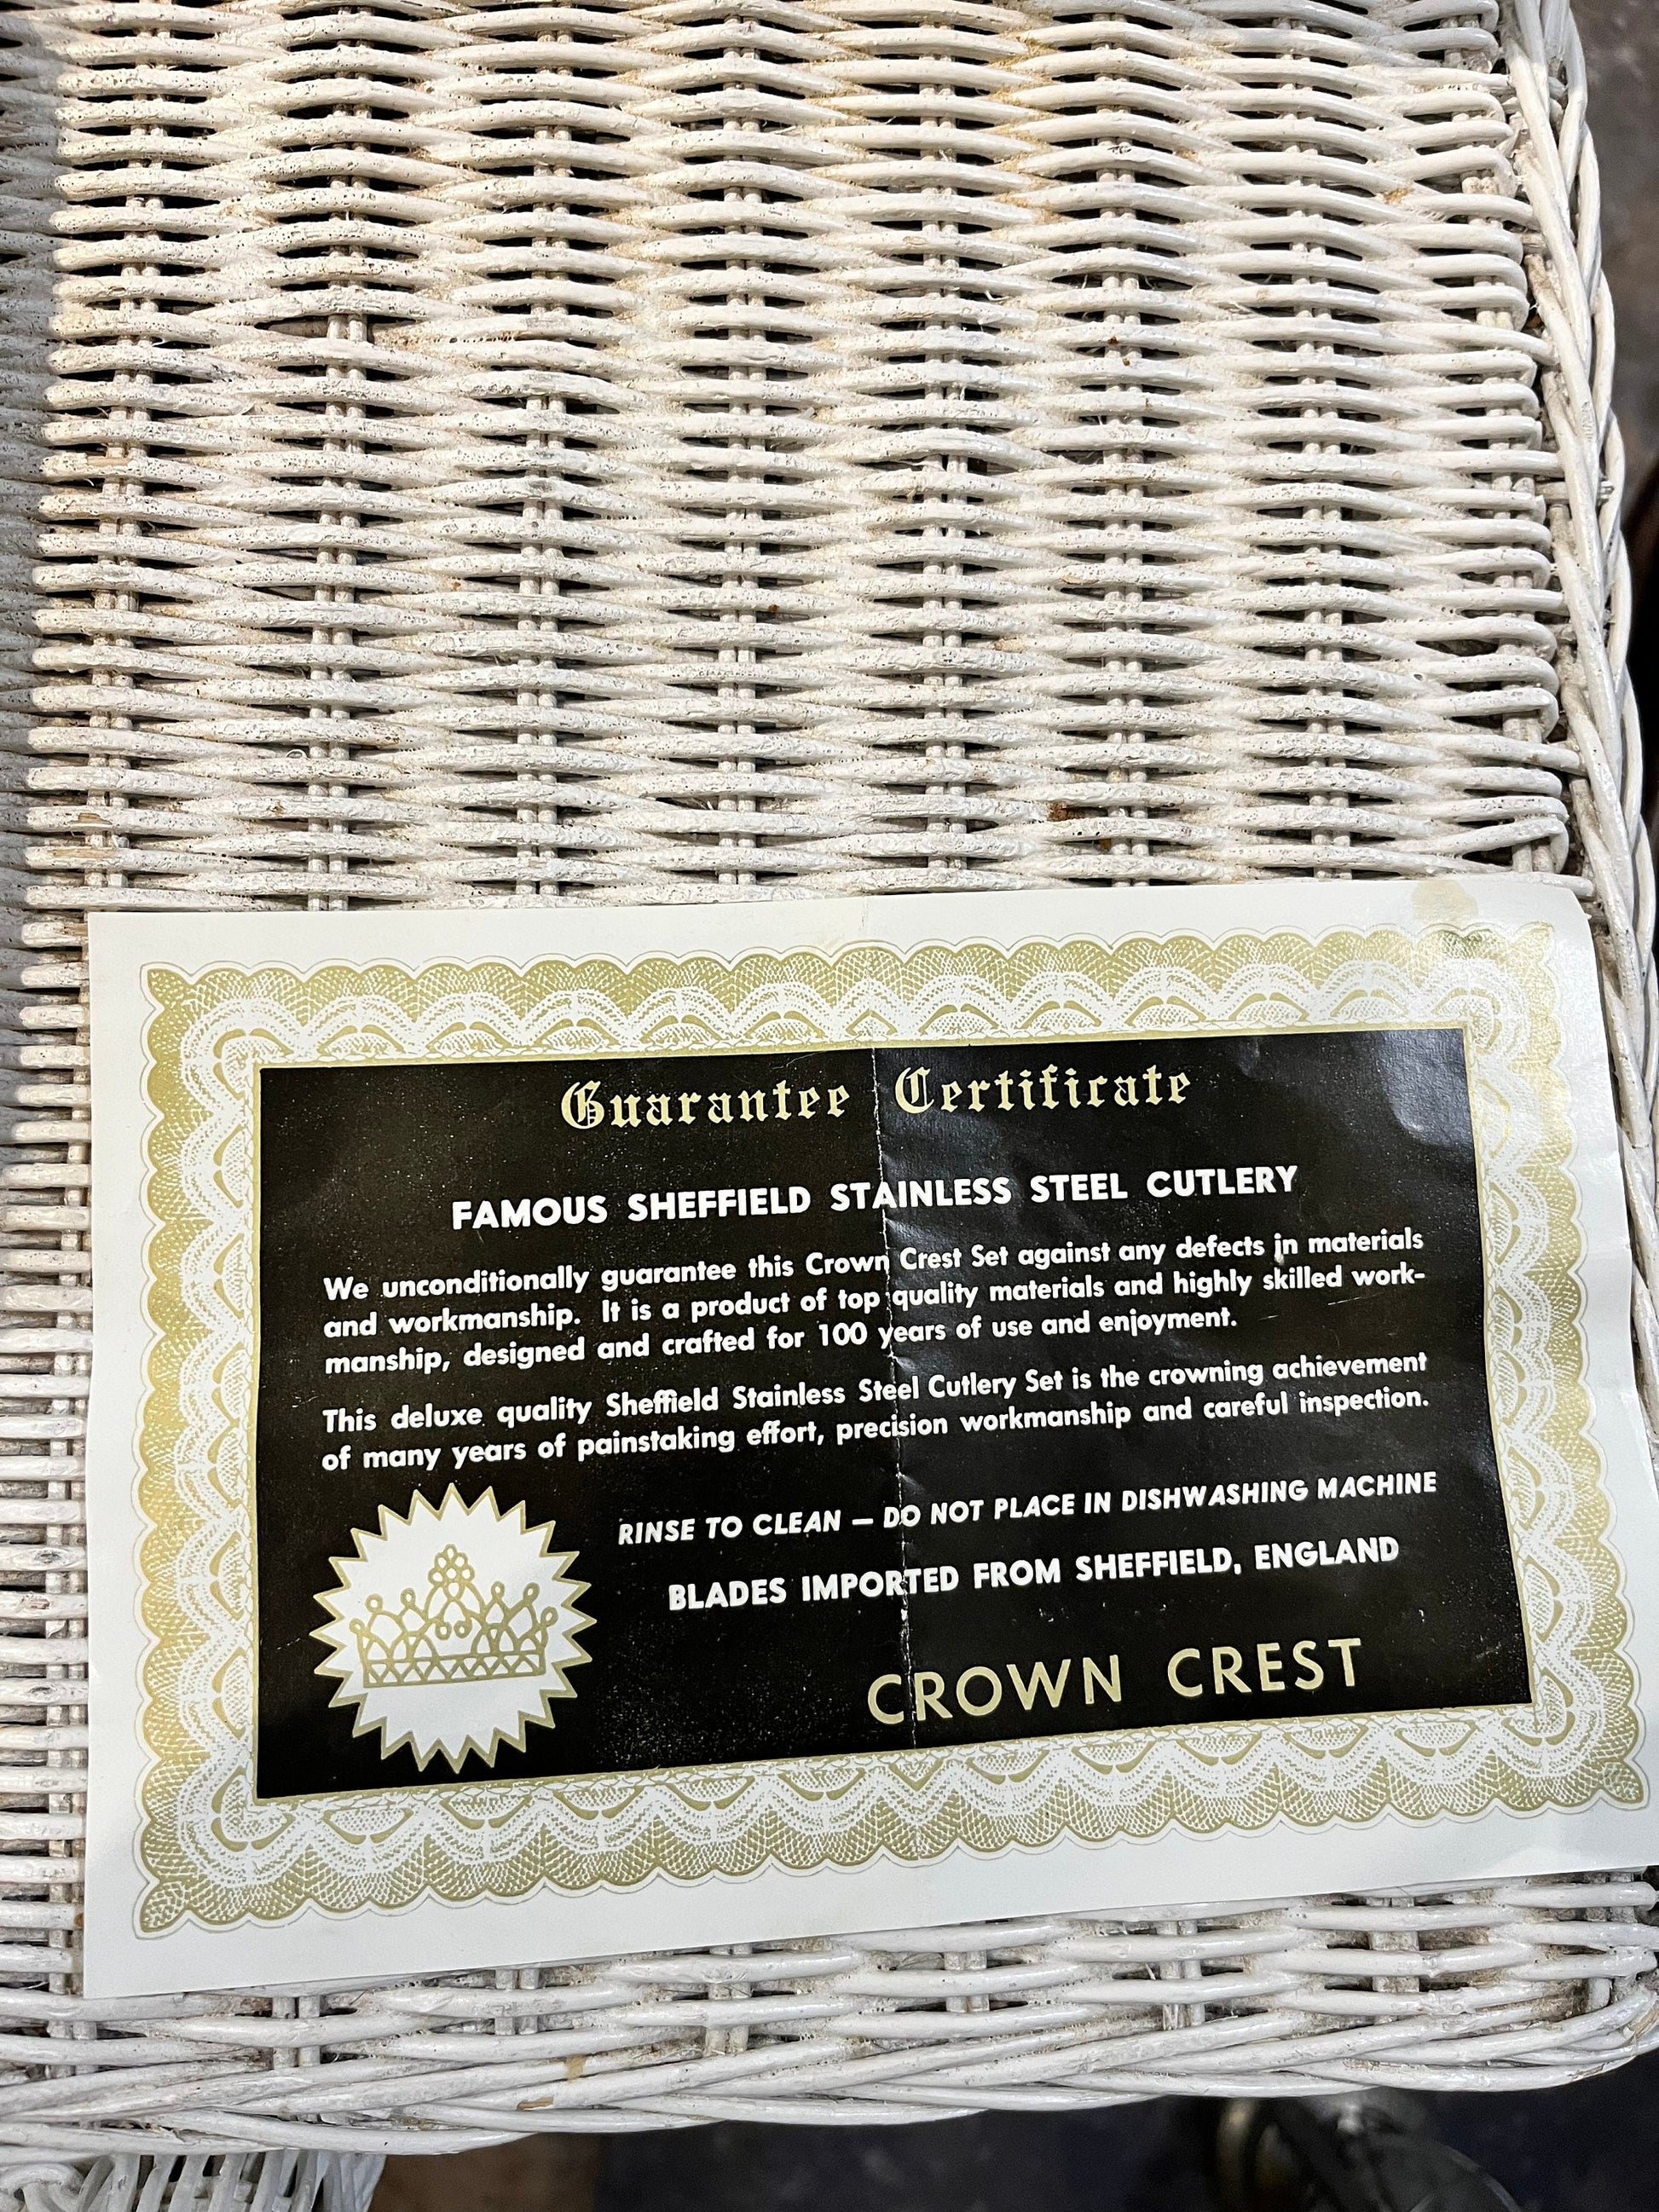 Guarantee Certificate
FAMOUS SHEFFIELD STAINLESS STEEL CUTLERY
We unconditionally guarantee this Crown Crest Set against any defects in materials
and workmanship. It is a product of top quality materials and highly skilled work-
manship, designed and crafted for 100 years of use and enjoyment.
This deluxe quality Sheffield Stainless Steel Cutlery Set is the crowning achievement
of many years of painstaking effort, precision workmanship and careful inspection.
RINSE TO CLEAN — DO NOT PLACE IN DISHWASHING MACHINE
BLADES IMPORTED FROM SHEFFIELD, ENGLAND
CROWN CREST